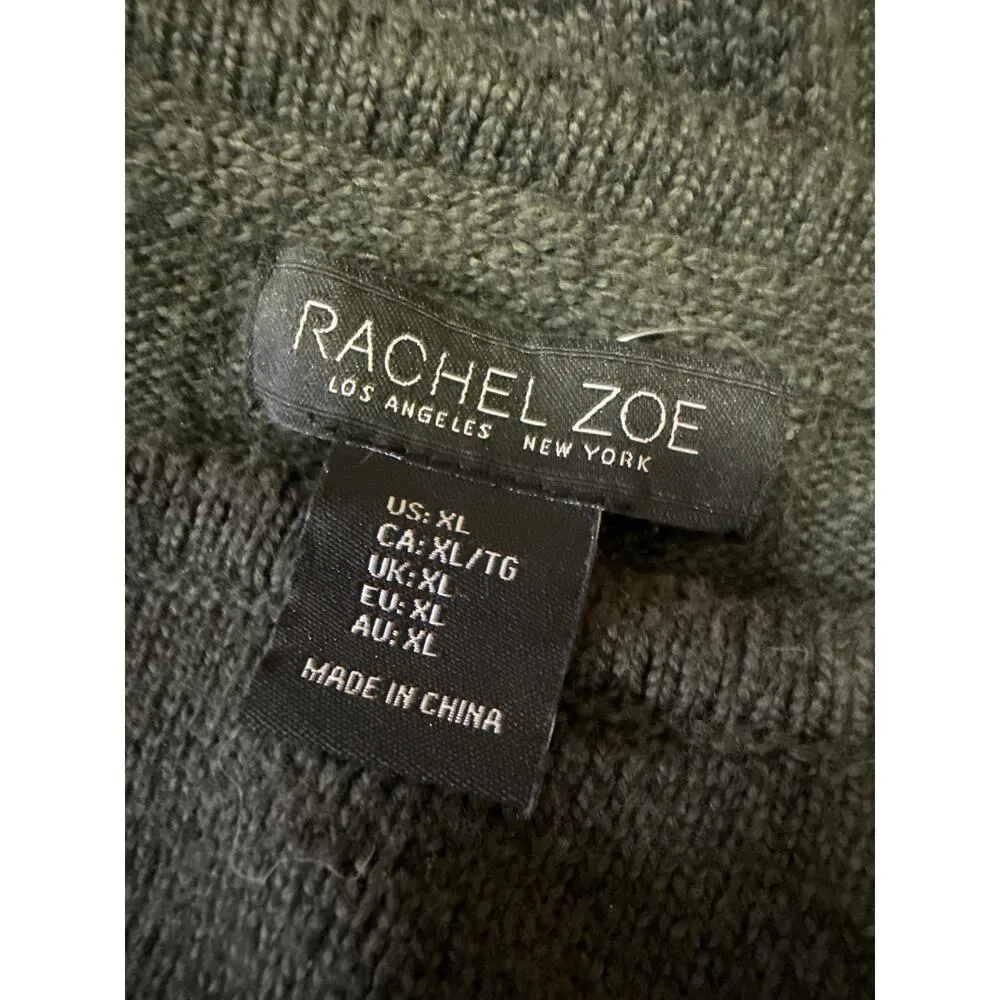 RACHEL ZOE
LOS ANGELES NEW YORK
US: XL
CA: XL/TG
UK: XL
EU: XL
AU: XL
MADE IN CHINA